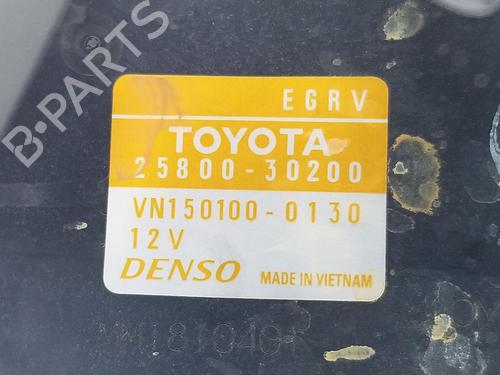 B-PARTS
EGRV
TOYOTA
25800-30200
VN150100-0130
12V
DENSO MADE IN VIETNAM